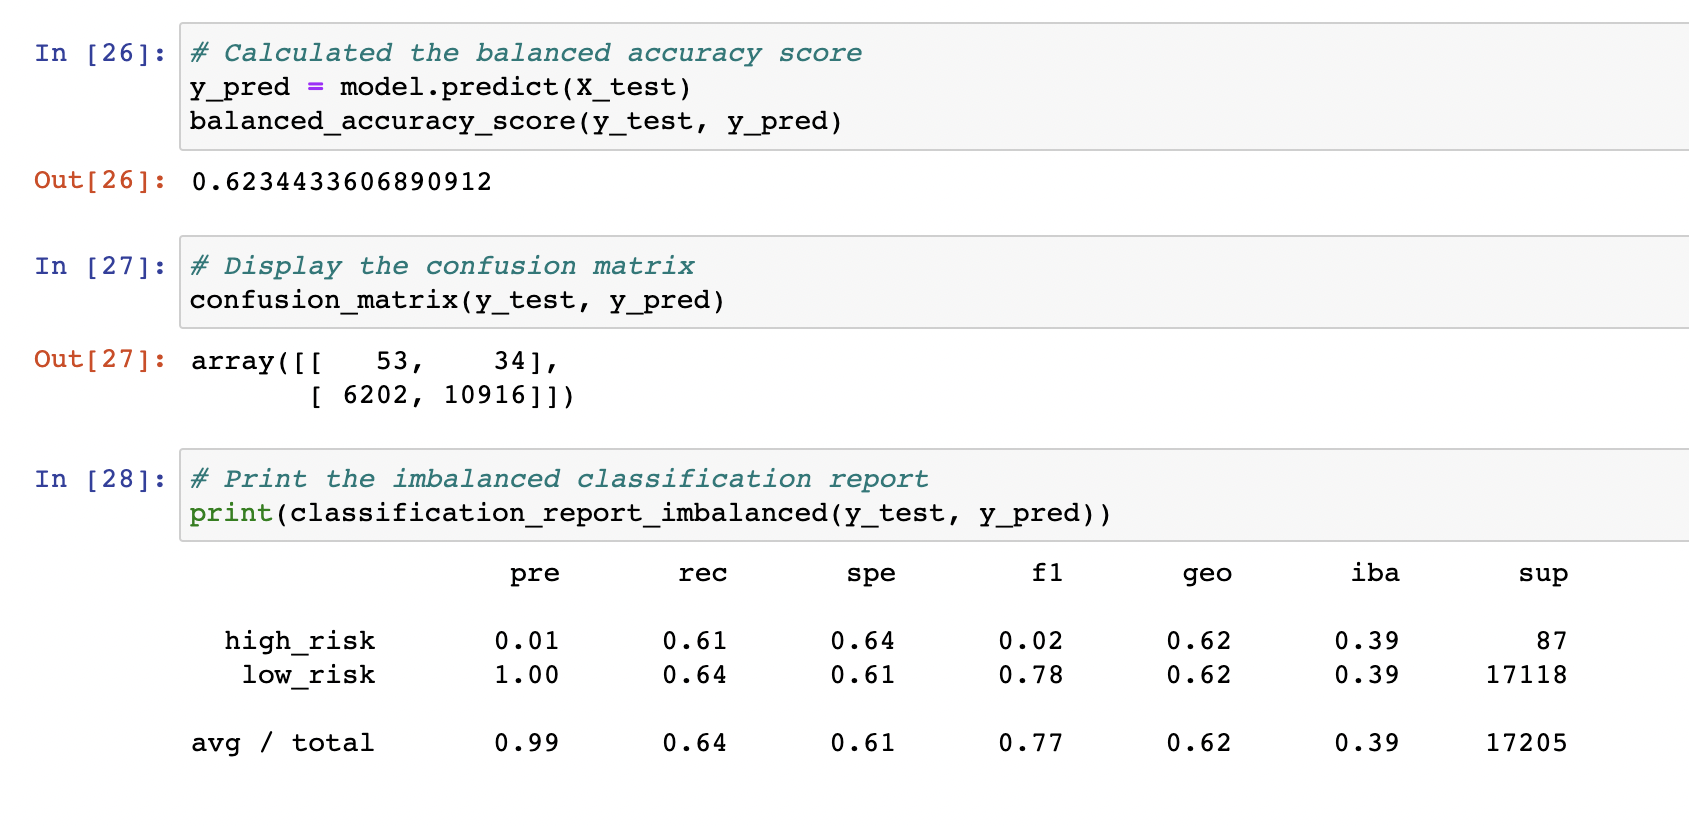 In [26]: # Calculated the balanced accuracy score
y_pred = model.predict(X_test)
balanced_accuracy_score(y_test, y_pred)
Out[26]: 0.6234433606890912
In [27]: # Display the confusion matrix
confusion_matrix(y_test, y_pred)
Out[27]: array([[   53,    34],
       [ 6202, 10916]])
In [28]: # Print the imbalanced classification report
print(classification_report_imbalanced(y_test, y_pred))
pre rec spe f1 geo iba sup
high_risk 0.01 0.61 0.64 0.02 0.62 0.39 87
low_risk 1.00 0.64 0.61 0.78 0.62 0.39 17118
avg / total 0.99 0.64 0.61 0.77 0.62 0.39 17205